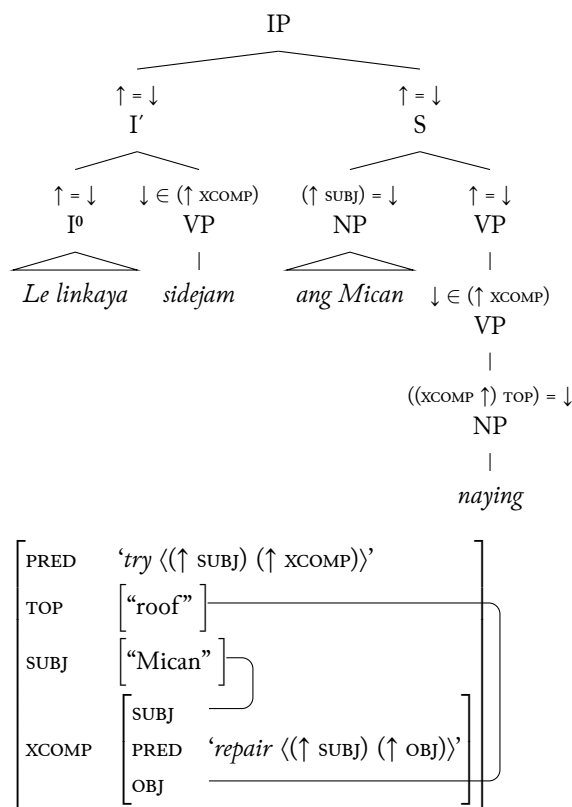 IP
↑ = ↓ ↑ = ↓
I′ S
↑ = ↓ ↓ ∈ (↑ XCOMP) (↑ SUBJ) = ↓ ↑ = ↓
I⁰ VP NP VP
Le linkaya sidejam ang Mican ↓ ∈ (↑ XCOMP)
VP
((XCOMP ↑) TOP) = ↓
NP
naying
PRED ‘try ⟨(↑ SUBJ) (↑ XCOMP)⟩’
TOP [“roof”]
SUBJ [“Mican”]
SUBJ
XCOMP PRED ‘repair ⟨(↑ SUBJ) (↑ OBJ)⟩’
OBJ